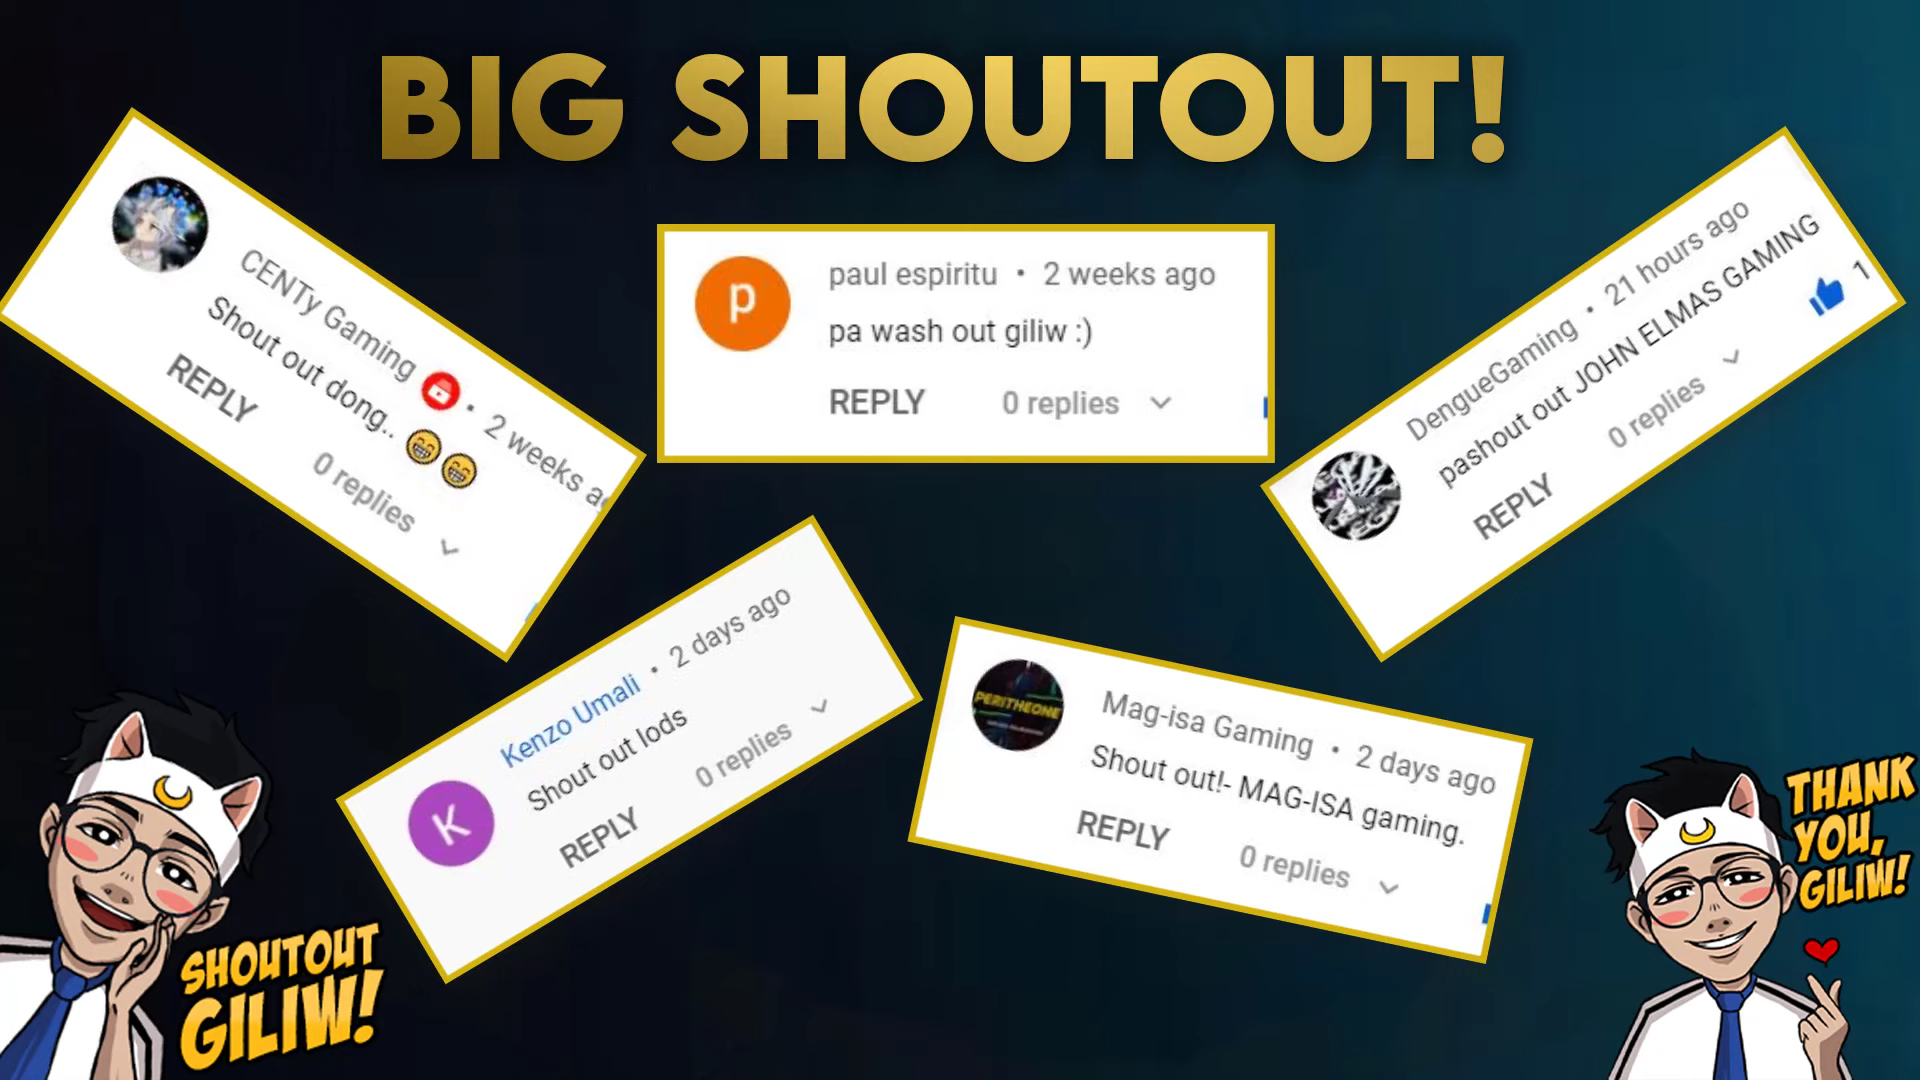 BIG SHOUTOUT!
CENTy Gaming • 2 weeks
Shout out dong.. 😁😁
REPLY 0 replies
p
paul espiritu • 2 weeks ago
pa wash out giliw :)
REPLY 0 replies
DengueGaming • 21 hours ago
pashout out JOHN ELMAS GAMING
REPLY 0 replies
1
K
Kenzo Umali • 2 days ago
Shout out lods
REPLY 0 replies
PERITHEONE
Mag-isa Gaming • 2 days ago
Shout out!- MAG-ISA gaming.
REPLY 0 replies
SHOUTOUT
GILIW!
THANK
YOU,
GILIW!